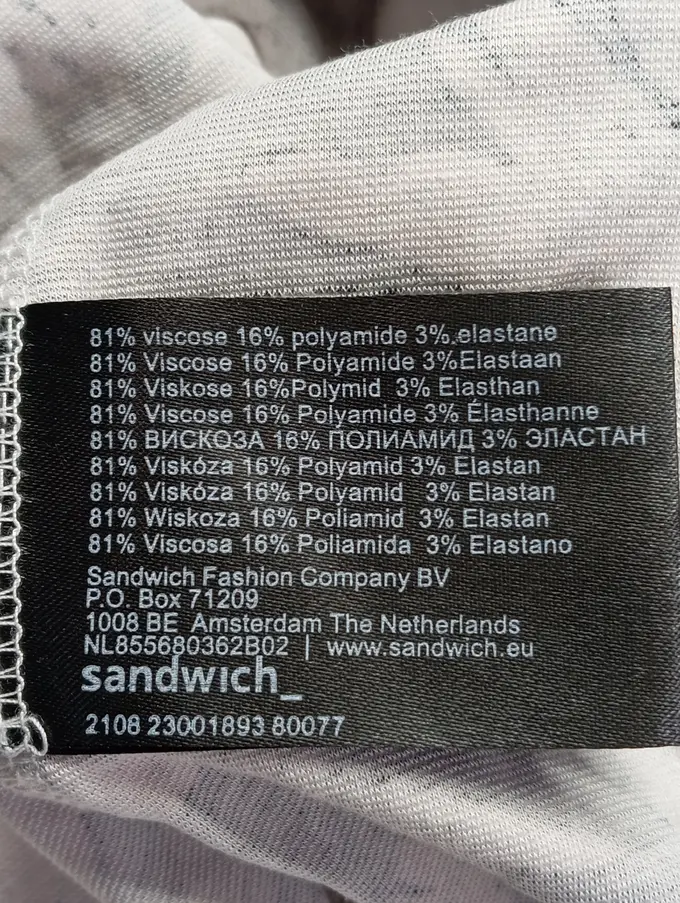 81% viscose 16% polyamide 3% elastane
81% Viscose 16% Polyamide 3%Elastaan
81% Viskose 16%Polymid 3% Elasthan
81% Viscose 16% Polyamide 3% Élasthanne
81% ВИСКОЗА 16% ПОЛИАМИД 3% ЭЛАСТАН
81% Viskóza 16% Polyamid 3% Elastan
81% Viskóza 16% Polyamid 3% Elastan
81% Wiskoza 16% Poliamid 3% Elastan
81% Viscosa 16% Poliamida 3% Elastano
Sandwich Fashion Company BV
P.O. Box 71209
1008 BE Amsterdam The Netherlands
NL855680362B02 | www.sandwich.eu
sandwich_
2108 23001893 80077